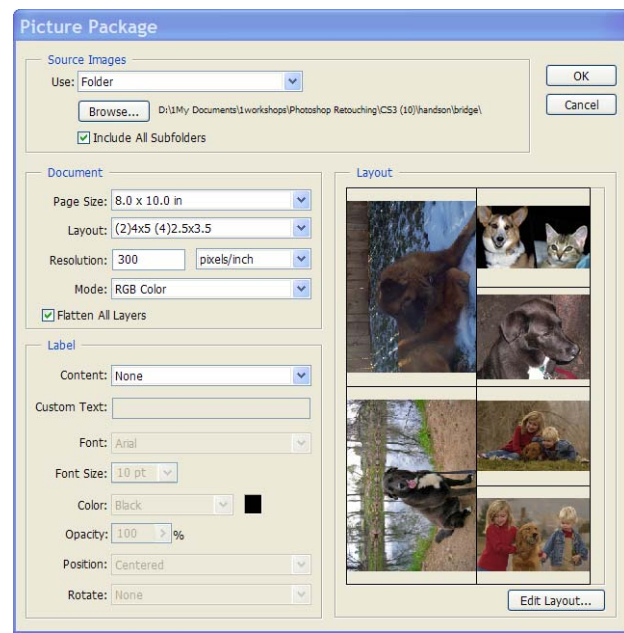 Picture Package
Source Images
Use: Folder
Browse... D:\1My Documents\1workshops\Photoshop Retouching\CS3 (10)\handson\bridge\
Include All Subfolders
OK
Cancel
Document
Page Size: 8.0 x 10.0 in
Layout: (2)4x5 (4)2.5x3.5
Resolution: 300 pixels/inch
Mode: RGB Color
Flatten All Layers
Label
Content: None
Custom Text:
Font: Arial
Font Size: 10 pt
Color: Black
Opacity: 100 %
Position: Centered
Rotate: None
Layout
Edit Layout...